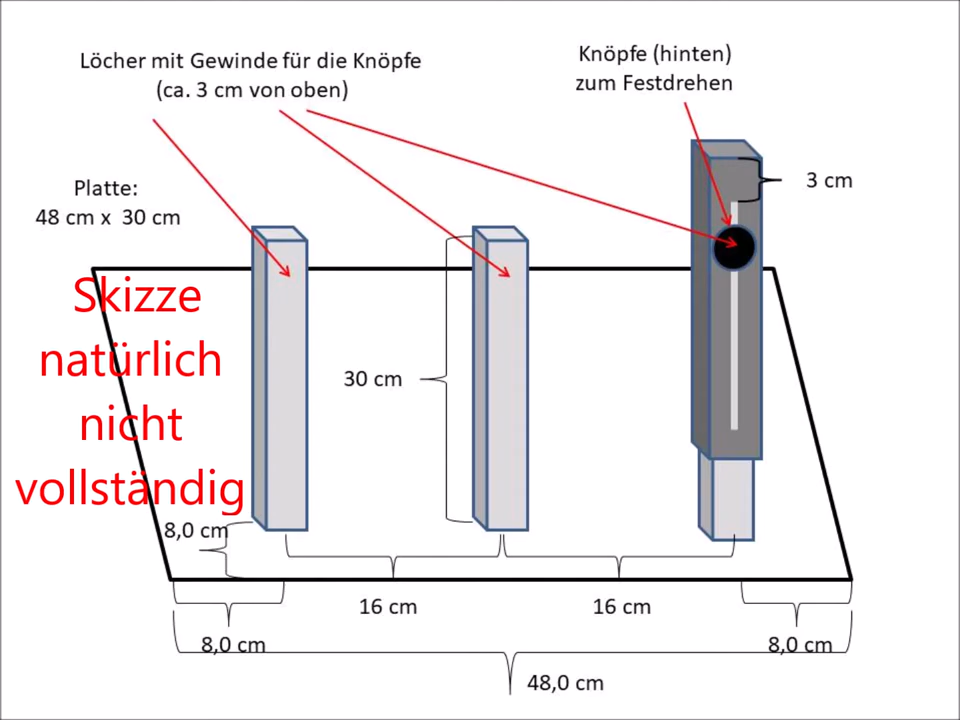 Löcher mit Gewinde für die Knöpfe
(ca. 3 cm von oben)
Knöpfe (hinten)
zum Festdrehen
Platte:
48 cm x 30 cm
3 cm
Skizze
natürlich
nicht
vollständig
30 cm
8,0 cm
16 cm
16 cm
8,0 cm
8,0 cm
48,0 cm